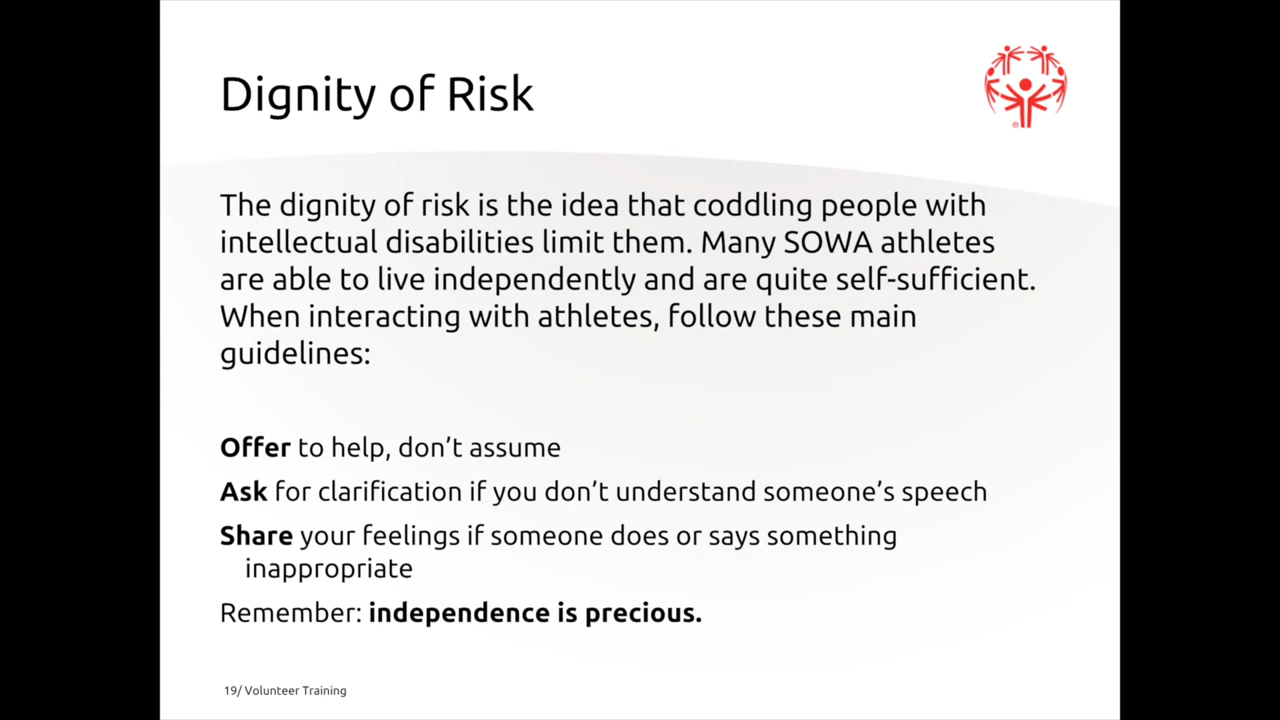 Dignity of Risk
The dignity of risk is the idea that coddling people with
intellectual disabilities limit them. Many SOWA athletes
are able to live independently and are quite self-sufficient.
When interacting with athletes, follow these main
guidelines:
Offer to help, don’t assume
Ask for clarification if you don’t understand someone’s speech
Share your feelings if someone does or says something
inappropriate
Remember: independence is precious.
19/ Volunteer Training
®